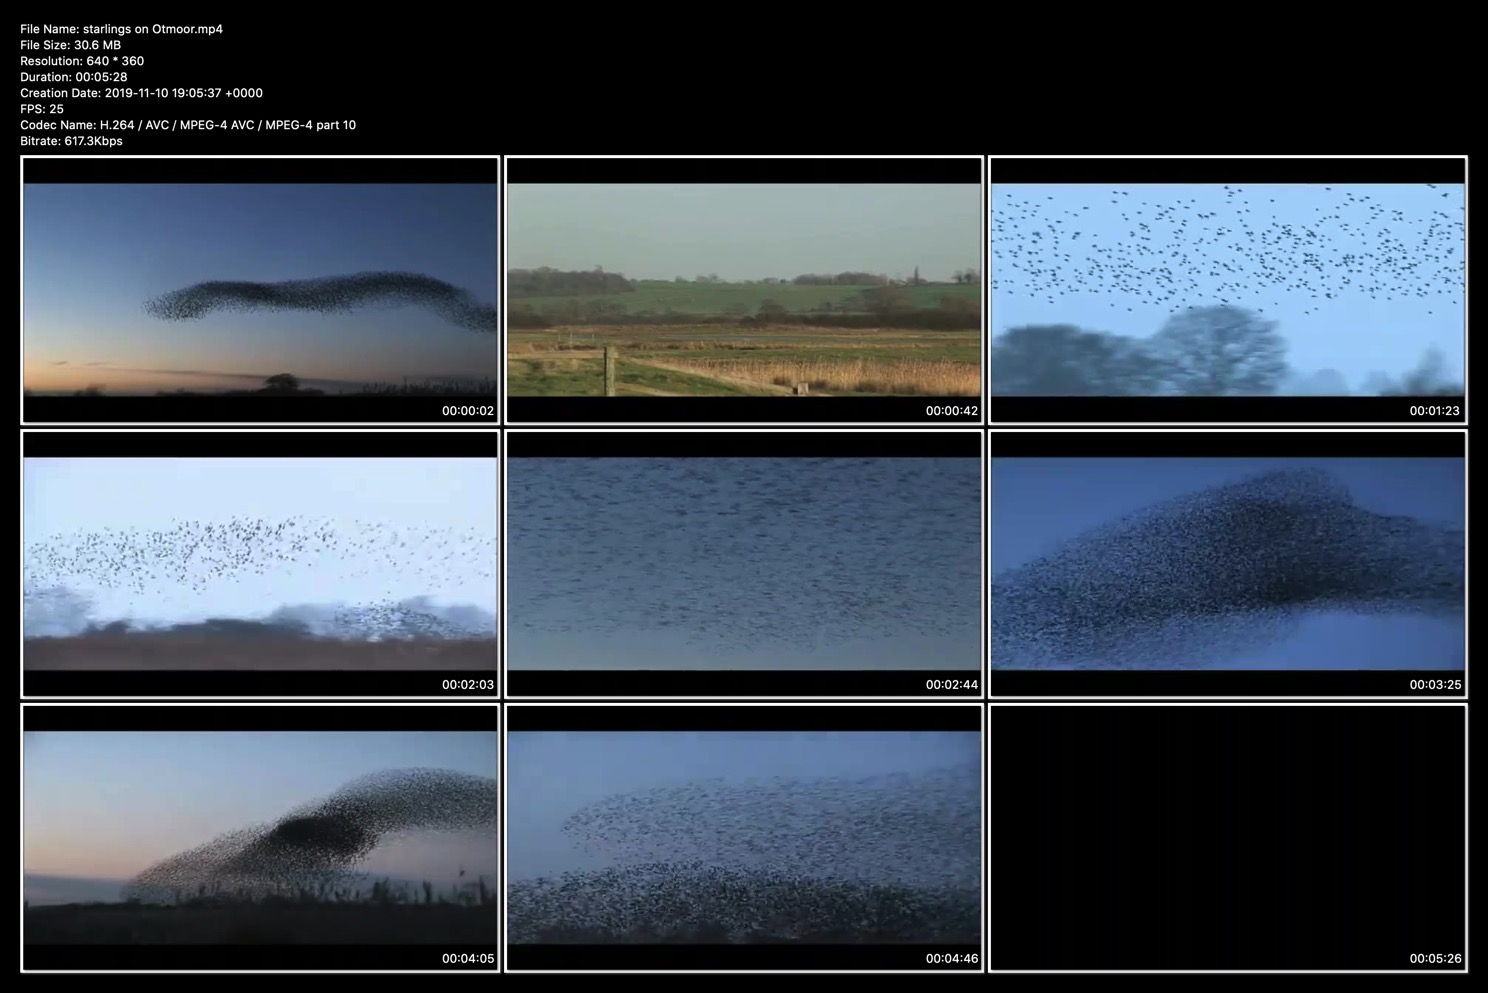 File Name: starlings on Otmoor.mp4
File Size: 30.6 MB
Resolution: 640 * 360
Duration: 00:05:28
Creation Date: 2019-11-10 19:05:37 +0000
FPS: 25
Codec Name: H.264 / AVC / MPEG-4 AVC / MPEG-4 part 10
Bitrate: 617.3Kbps
00:00:02
00:00:42
00:01:23
00:02:03
00:02:44
00:03:25
00:04:05
00:04:46
00:05:26